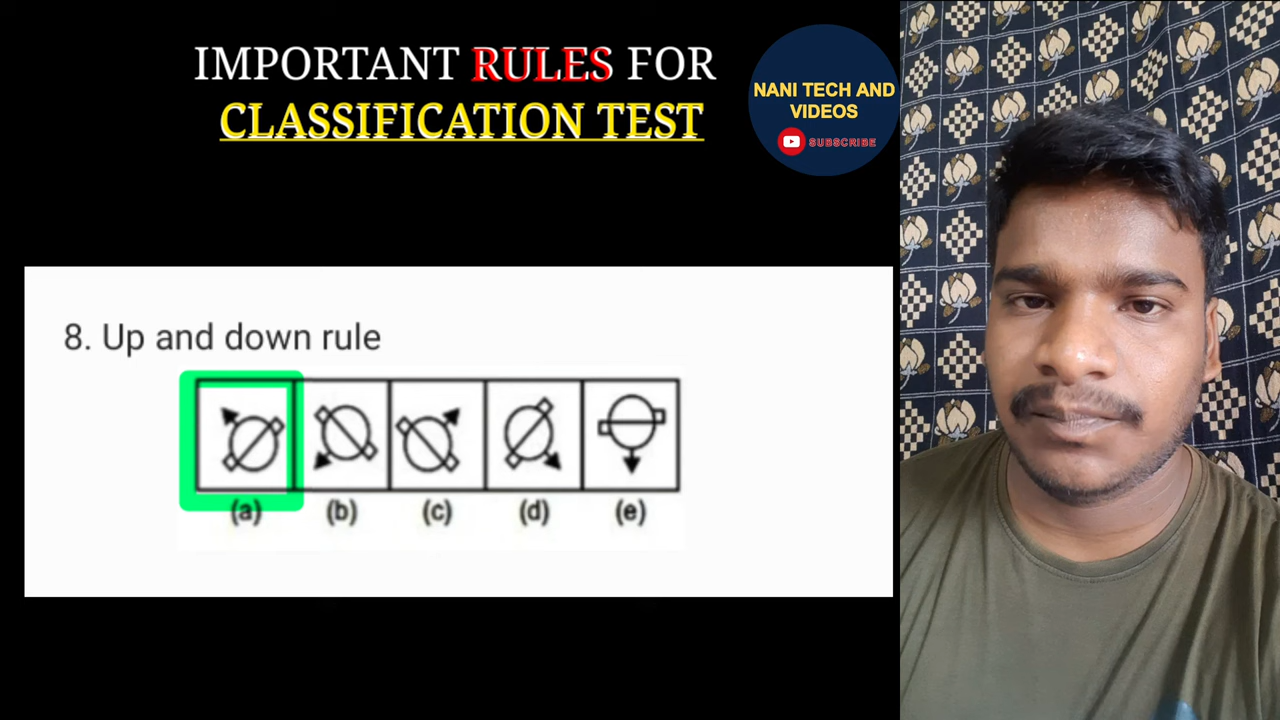 IMPORTANT RULES FOR
CLASSIFICATION TEST
NANI TECH AND
VIDEOS
SUBSCRIBE
8. Up and down rule
(a) (b) (c) (d) (e)